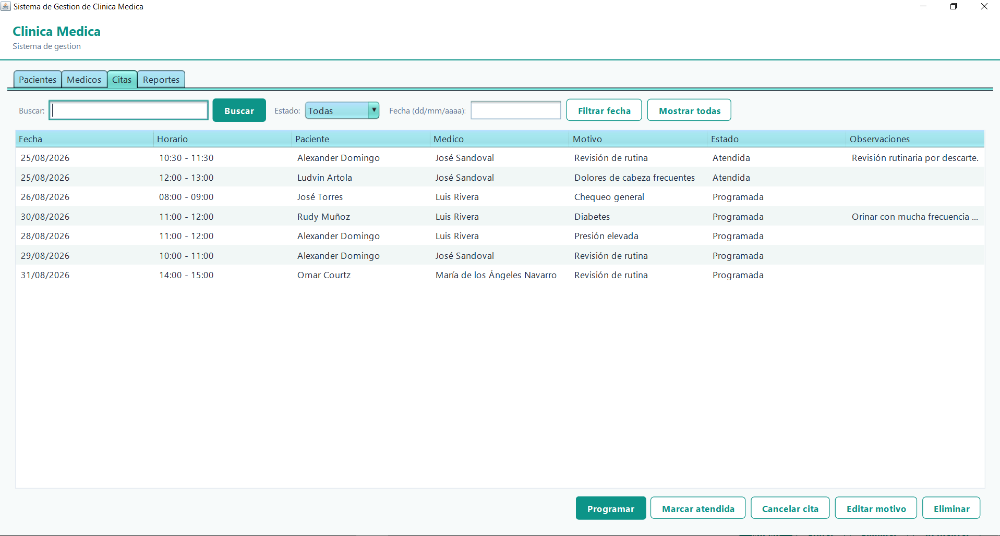 Sistema de Gestion de Clinica Medica
Clinica Medica
Sistema de gestion
Pacientes Medicos Citas Reportes
Buscar: Buscar Estado: Todas Fecha (dd/mm/aaaa): Filtrar fecha Mostrar todas
Fecha Horario Paciente Medico Motivo Estado Observaciones
25/08/2026 10:30 - 11:30 Alexander Domingo José Sandoval Revisión de rutina Atendida Revisión rutinaria por descarte.
25/08/2026 12:00 - 13:00 Ludvin Artola José Sandoval Dolores de cabeza frecuentes Atendida
26/08/2026 08:00 - 09:00 José Torres Luis Rivera Chequeo general Programada
30/08/2026 11:00 - 12:00 Rudy Muñoz Luis Rivera Diabetes Programada Orinar con mucha frecuencia ...
28/08/2026 11:00 - 12:00 Alexander Domingo Luis Rivera Presión elevada Programada
29/08/2026 10:00 - 11:00 Alexander Domingo José Sandoval Revisión de rutina Programada
31/08/2026 14:00 - 15:00 Omar Courtz María de los Ángeles Navarro Revisión de rutina Programada
Programar Marcar atendida Cancelar cita Editar motivo Eliminar